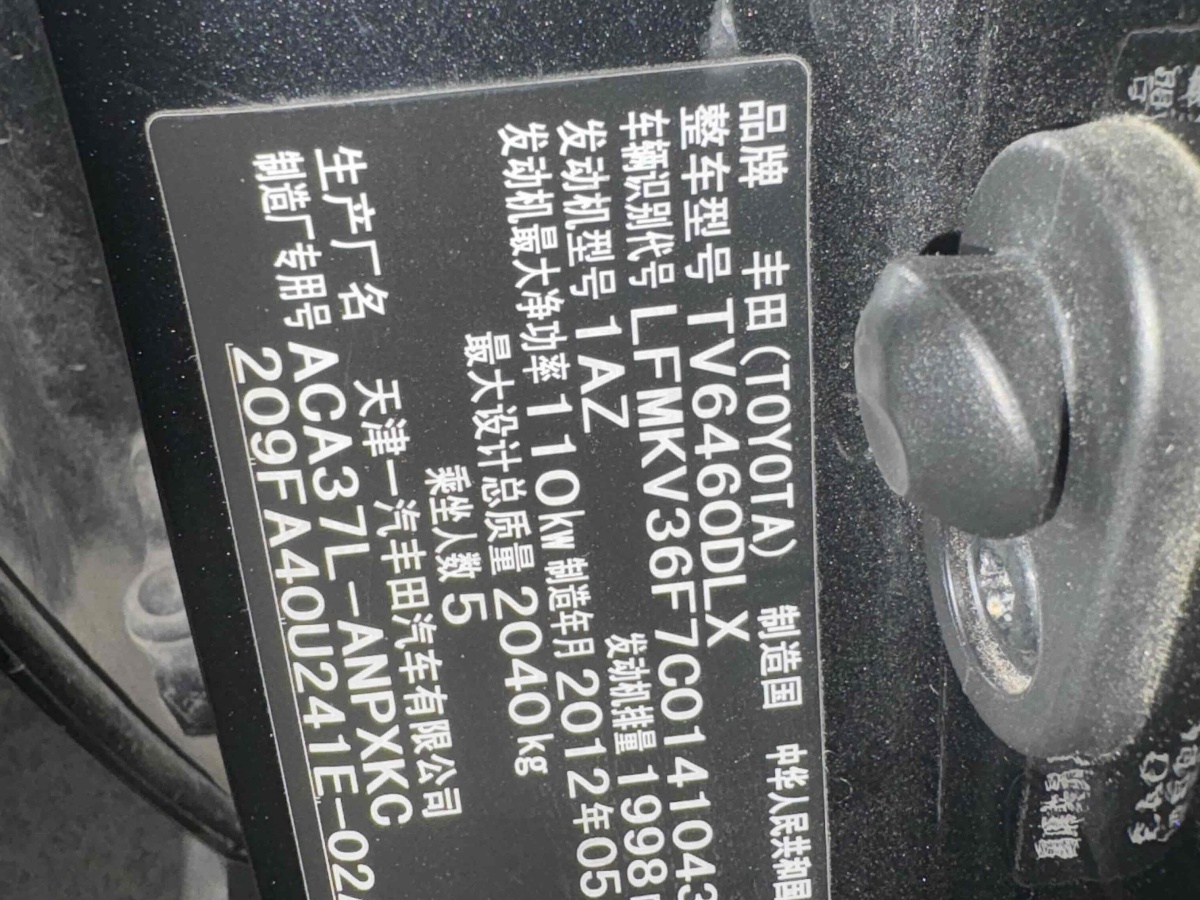 品牌 丰田(TOYOTA) 制造国 中华人民共和国
整车型号 TV6460DLX
车辆识别代号 LFMKV36F7C0141043
发动机型号 1AZ 发动机排量 1998
发动机最大净功率 110kW 制造年月 2012年05
最大设计总质量 2040kg
乘坐人数 5
生产厂名 天津一汽丰田汽车有限公司
制造厂专用号 ACA37L-ANPXKC
209FA40U241E-02